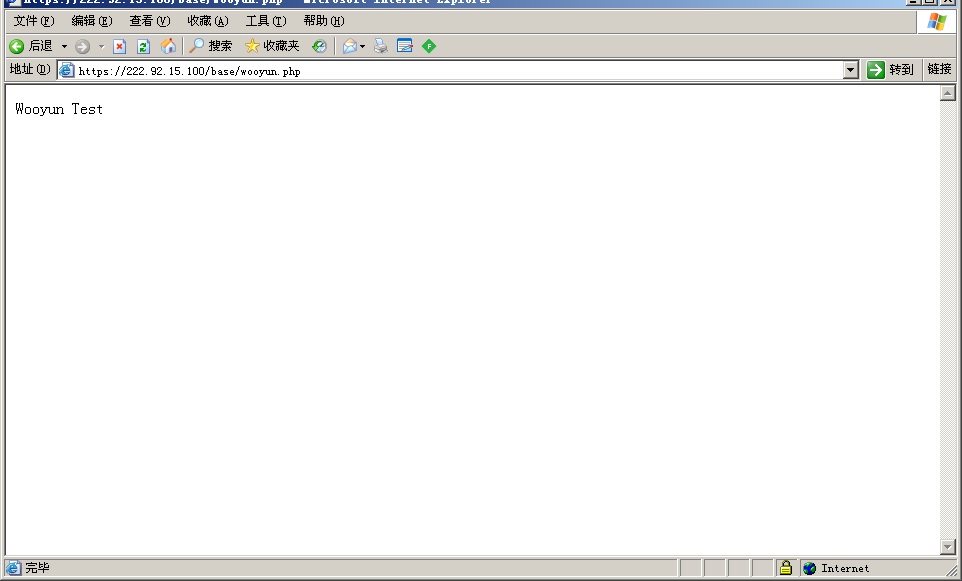 https://222.92.15.100/base/wooyun.php - Microsoft Internet Explorer
文件(F) 编辑(E) 查看(V) 收藏(A) 工具(T) 帮助(H)
后退 搜索 收藏夹
地址(D) https://222.92.15.100/base/wooyun.php 转到 链接
Wooyun Test
完毕 Internet